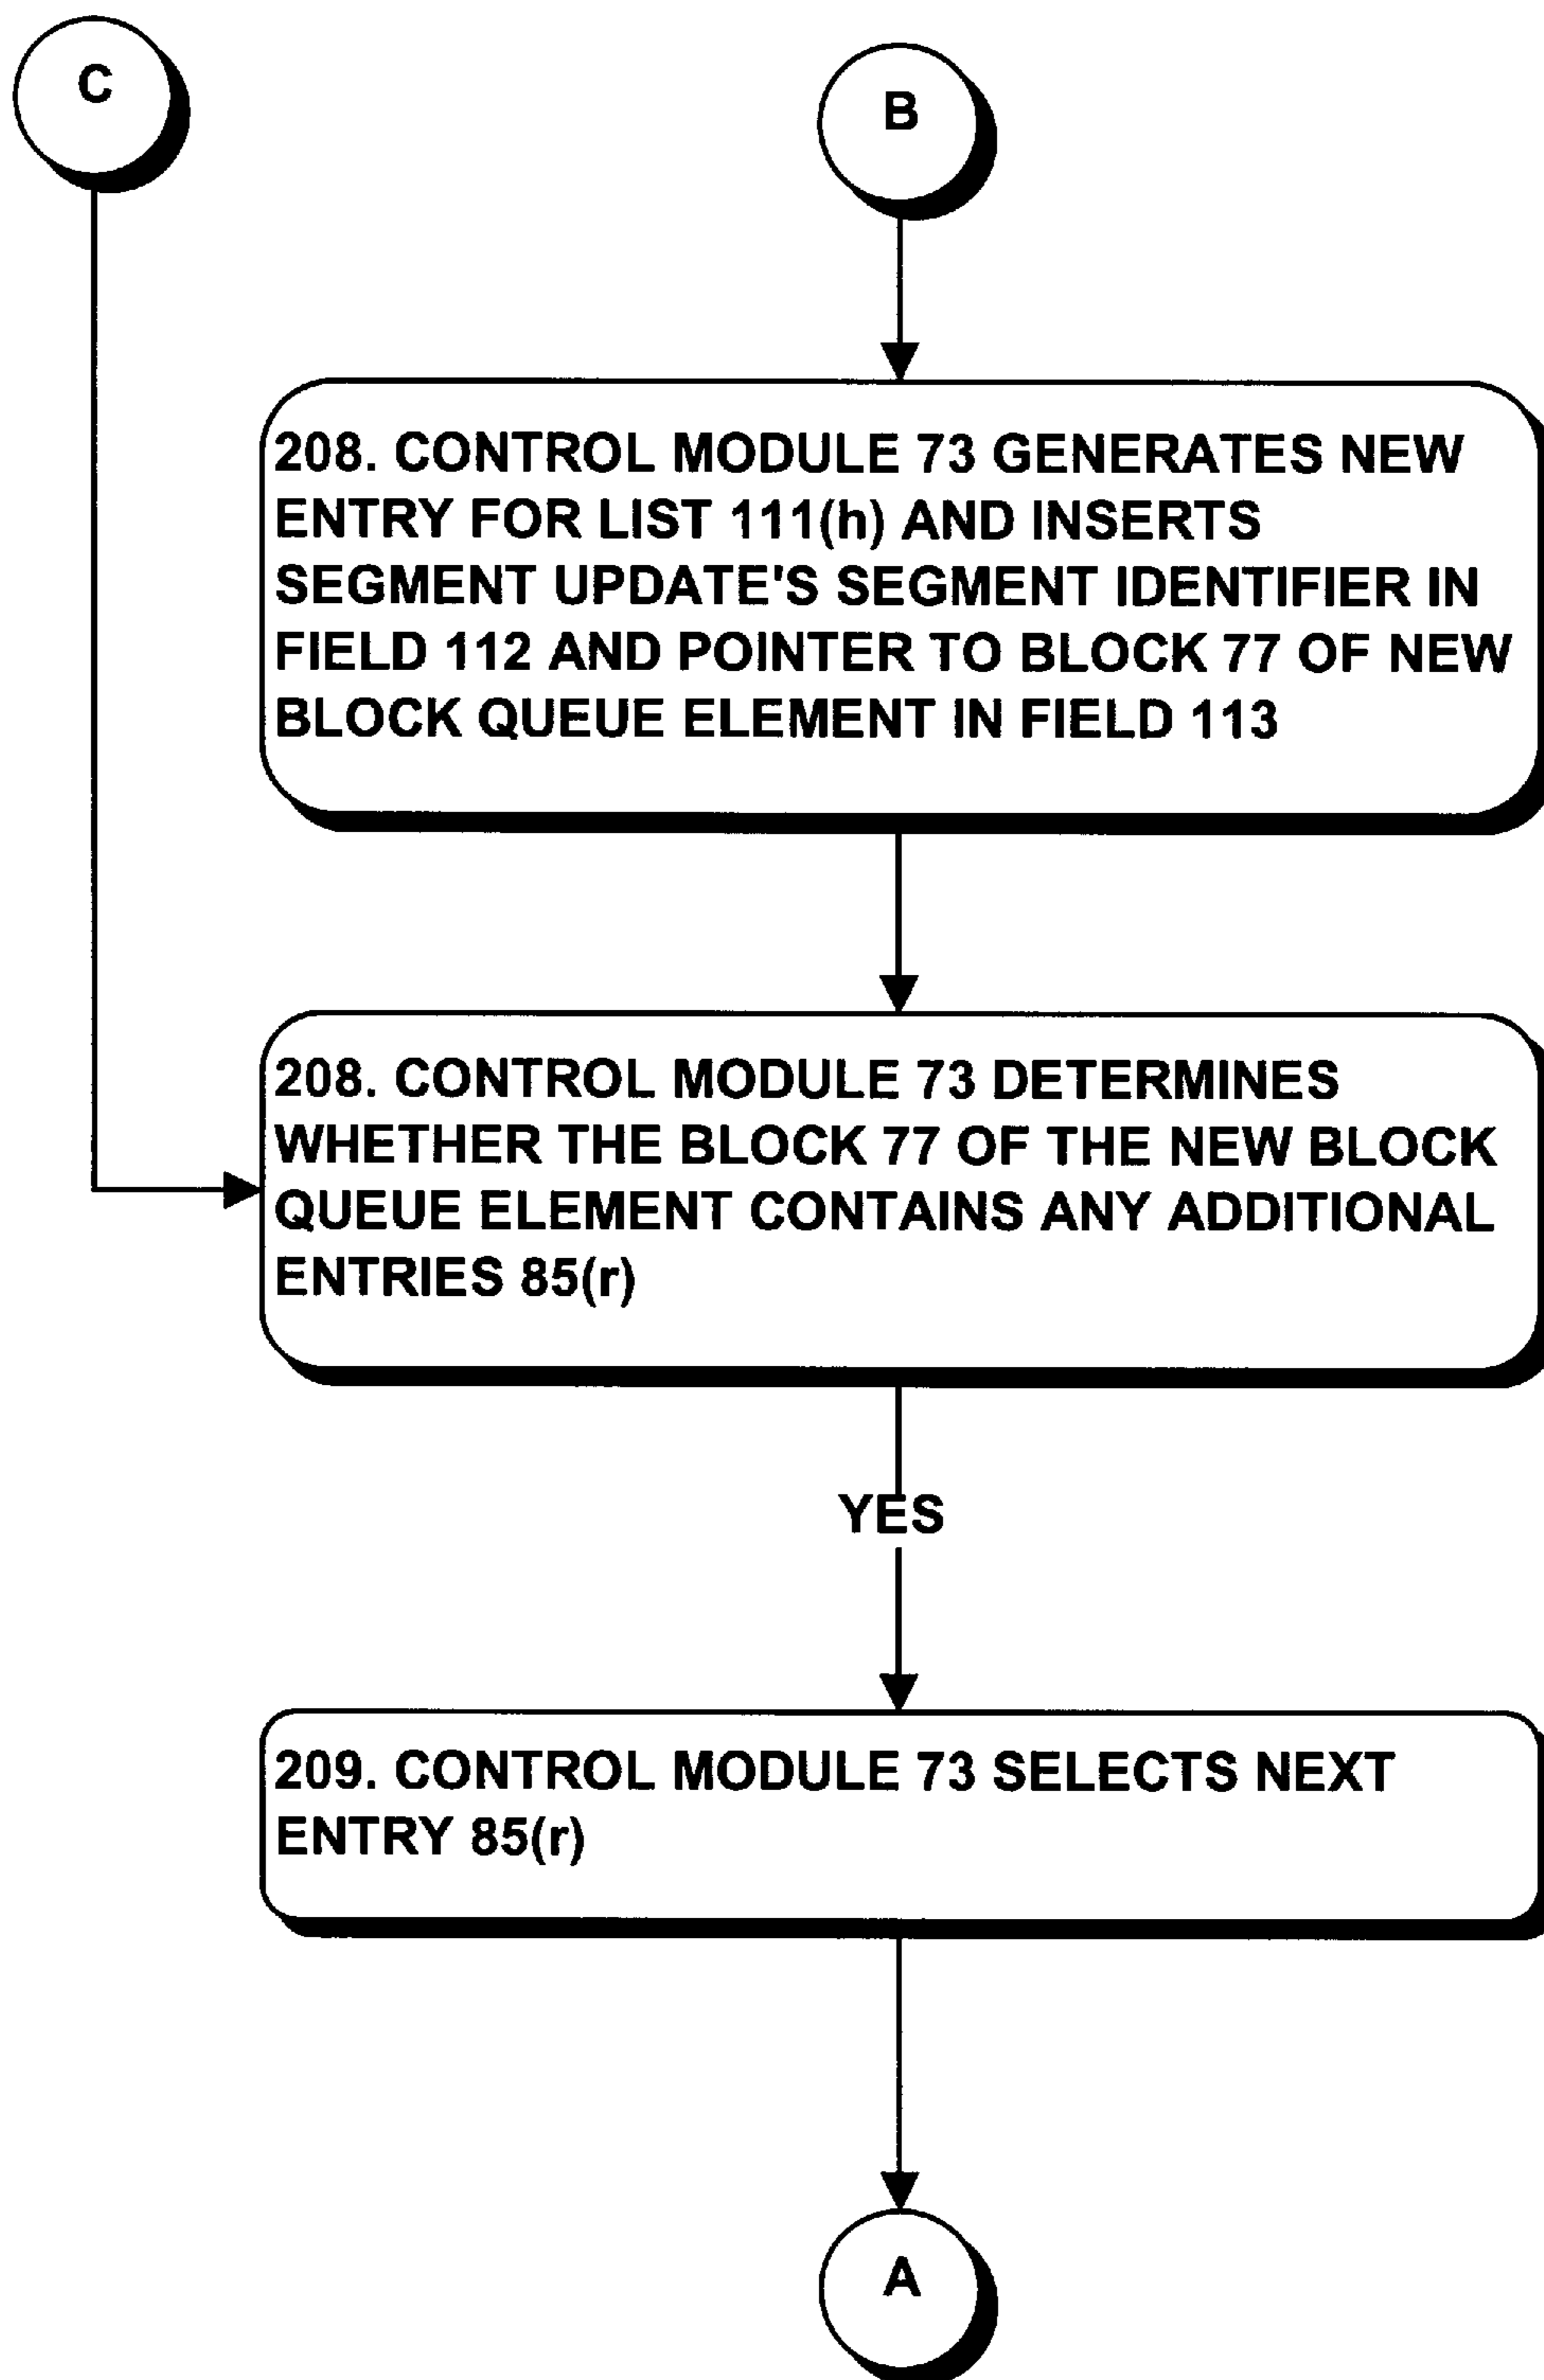 C
B
208. CONTROL MODULE 73 GENERATES NEW
ENTRY FOR LIST 111(h) AND INSERTS
SEGMENT UPDATE'S SEGMENT IDENTIFIER IN
FIELD 112 AND POINTER TO BLOCK 77 OF NEW
BLOCK QUEUE ELEMENT IN FIELD 113
208. CONTROL MODULE 73 DETERMINES
WHETHER THE BLOCK 77 OF THE NEW BLOCK
QUEUE ELEMENT CONTAINS ANY ADDITIONAL
ENTRIES 85(r)
YES
209. CONTROL MODULE 73 SELECTS NEXT
ENTRY 85(r)
A